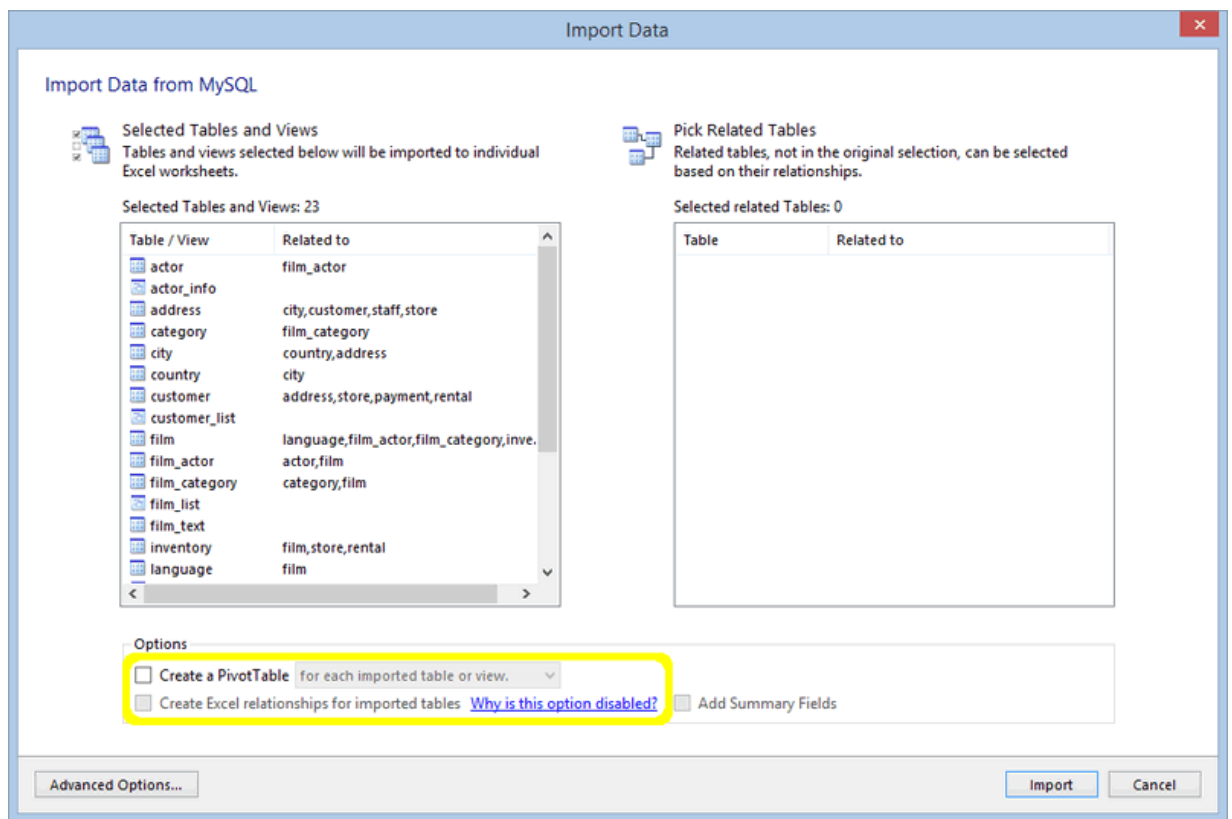 Import Data
Import Data from MySQL
Selected Tables and Views
Tables and views selected below will be imported to individual
Excel worksheets.
Selected Tables and Views: 23
Table / View Related to
actor film_actor
actor_info
address city,customer,staff,store
category film_category
city country,address
country city
customer address,store,payment,rental
customer_list
film language,film_actor,film_category,inve.
film_actor actor,film
film_category category,film
film_list
film_text
inventory film,store,rental
language film
Pick Related Tables
Related tables, not in the original selection, can be selected
based on their relationships.
Selected related Tables: 0
Table Related to
Options
Create a PivotTable for each imported table or view.
Create Excel relationships for imported tables Why is this option disabled? Add Summary Fields
Advanced Options... Import Cancel